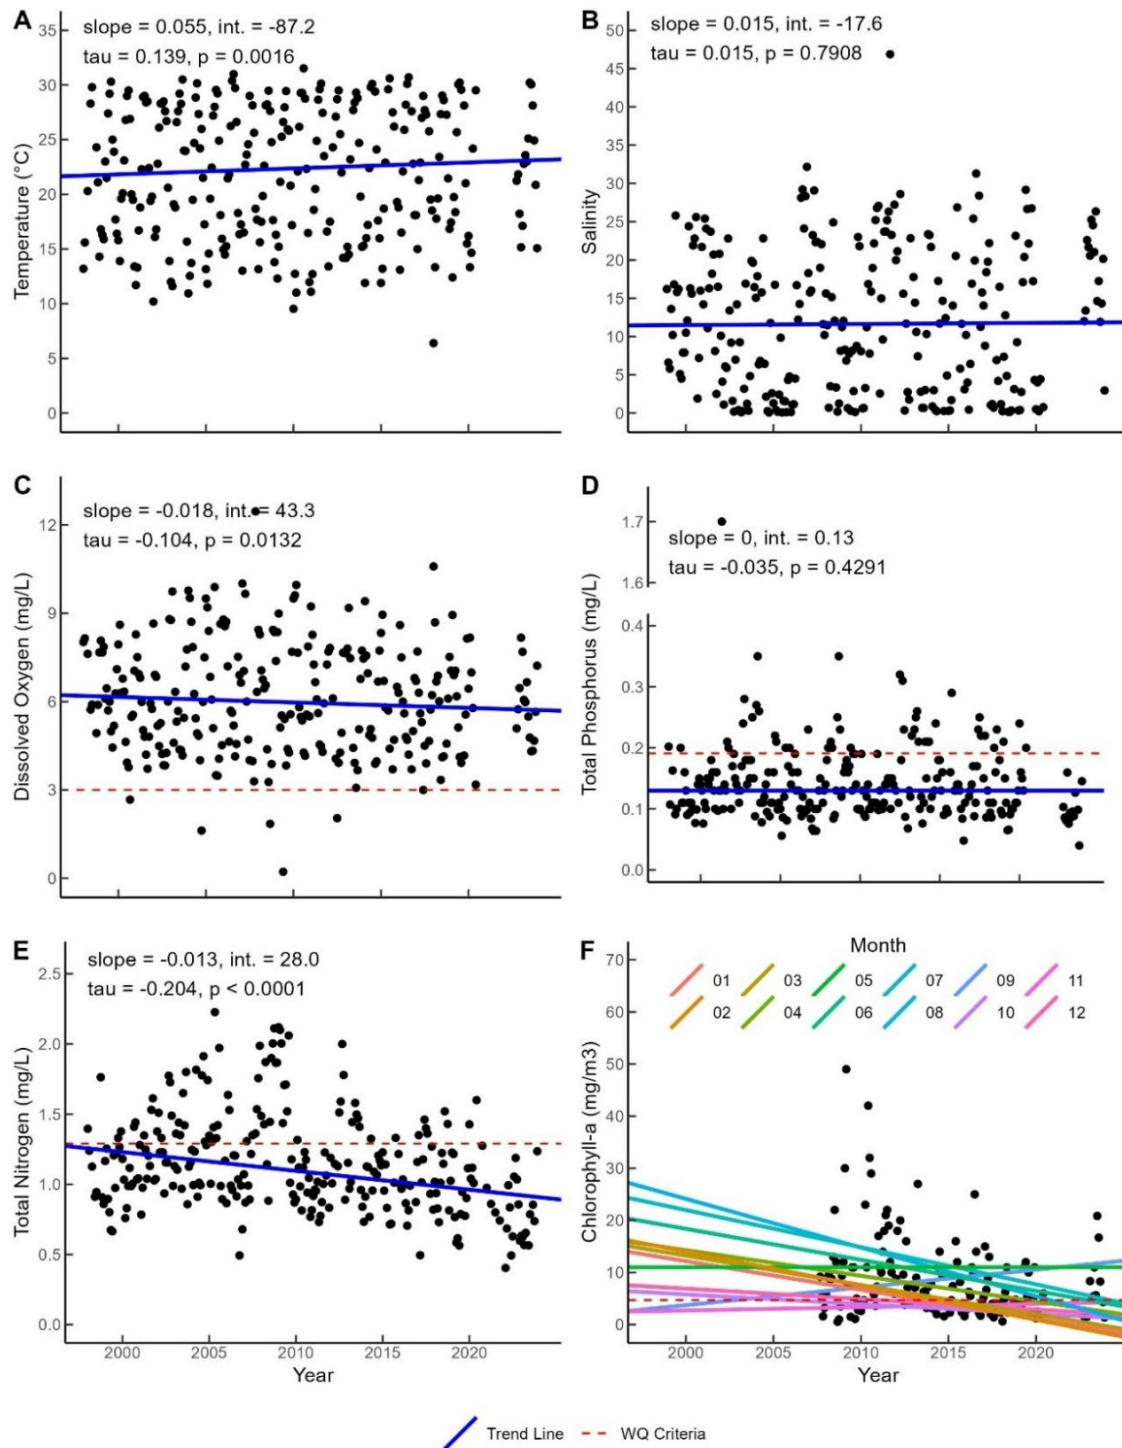 A
slope = 0.055, int. = -87.2
tau = 0.139, p = 0.0016
35
30
25
20
15
10
5
0
Temperature (°C)
B
slope = 0.015, int. = -17.6
tau = 0.015, p = 0.7908
50
45
40
35
30
25
20
15
10
5
0
Salinity
C
slope = -0.018, int. = 43.3
tau = -0.104, p = 0.0132
12
9
6
3
0
Dissolved Oxygen (mg/L)
D
slope = 0, int. = 0.13
tau = -0.035, p = 0.4291
1.7
1.6
0.4
0.3
0.2
0.1
0.0
Total Phosphorus (mg/L)
E
slope = -0.013, int. = 28.0
tau = -0.204, p < 0.0001
2.5
2.0
1.5
1.0
0.5
0.0
Total Nitrogen (mg/L)
2000 2005 2010 2015 2020
Year
F
Month
01 03 05 07 09 11
02 04 06 08 10 12
70
60
50
40
30
20
10
0
Chlorophyll-a (mg/m3)
2000 2005 2010 2015 2020
Year
Trend Line WQ Criteria